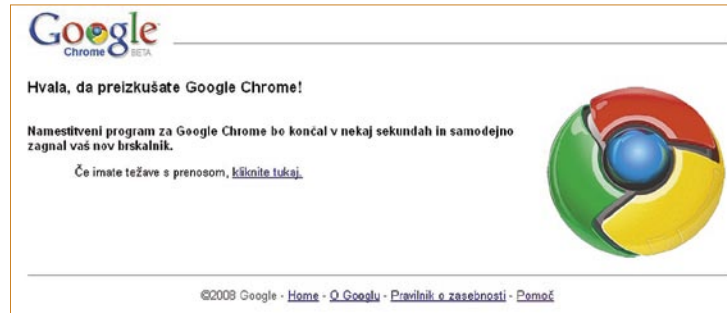 Google
Chrome BETA
Hvala, da preizkušate Google Chrome!
Namestitveni program za Google Chrome bo končal v nekaj sekundah in samodejno
zagnal vaš nov brskalnik.
Če imate težave s prenosom, kliknite tukaj.
©2008 Google - Home - O Googlu - Pravilnik o zasebnosti - Pomoč